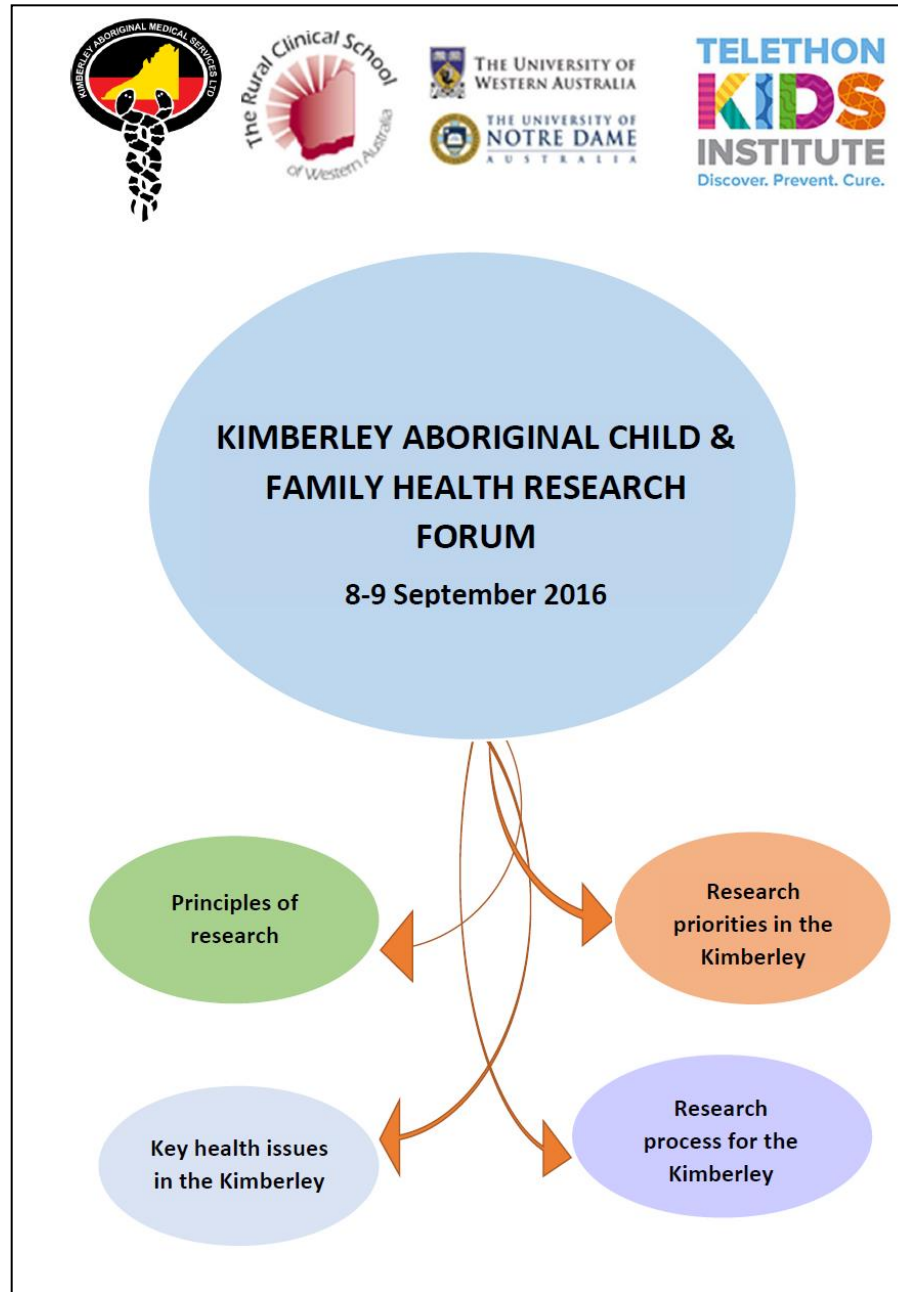 KIMBERLEY ABORIGINAL MEDICAL SERVICES LTD
The Rural Clinical School
of Western Australia
THE UNIVERSITY OF
WESTERN AUSTRALIA
THE UNIVERSITY OF
NOTRE DAME
AUSTRALIA
TELETHON
KIDS
INSTITUTE
Discover. Prevent. Cure.
KIMBERLEY ABORIGINAL CHILD &
FAMILY HEALTH RESEARCH
FORUM
8-9 September 2016
Principles of
research
Research
priorities in the
Kimberley
Key health issues
in the Kimberley
Research
process for the
Kimberley